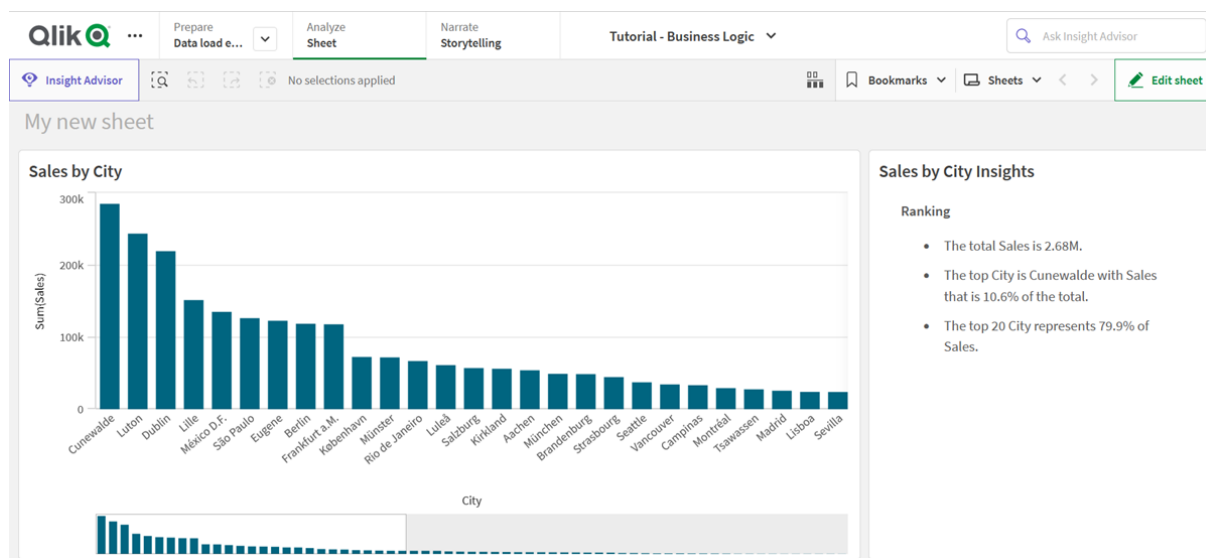 Qlik
Prepare
Data load e...
Analyze
Sheet
Narrate
Storytelling
Tutorial - Business Logic
Ask Insight Advisor
Insight Advisor
No selections applied
Bookmarks
Sheets
Edit sheet
My new sheet
Sales by City
300k
200k
100k
0
Sum(Sales)
Cunewalde
Luton
Dublin
Lille
México D.F.
São Paulo
Eugene
Berlin
Frankfurt a.M.
København
Münster
Rio de Janeiro
Luleå
Salzburg
Kirkland
Aachen
München
Brandenburg
Strasbourg
Seattle
Vancouver
Campinas
Montréal
Tsawassen
Madrid
Lisboa
Sevilla
City
Sales by City Insights
Ranking
• The total Sales is 2.68M.
• The top City is Cunewalde with Sales
that is 10.6% of the total.
• The top 20 City represents 79.9% of
Sales.